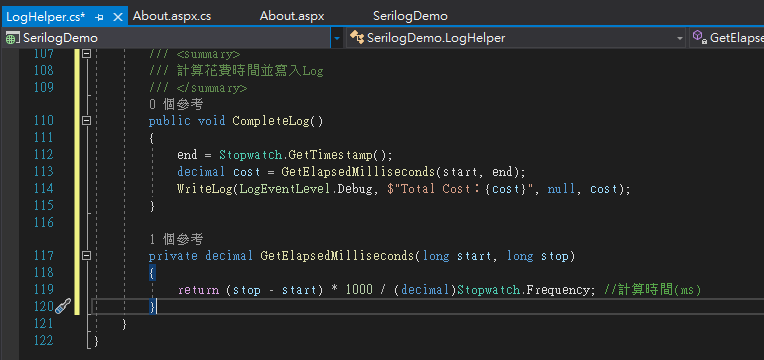 LogHelper.cs*
About.aspx.cs
About.aspx
SerilogDemo
SerilogDemo
SerilogDemo.LogHelper
GetElapse
107 /// <summary>
108 /// 計算花費時間並寫入Log
109 /// </summary>
0 個參考
110 public void CompleteLog()
111 {
112 end = Stopwatch.GetTimestamp();
113 decimal cost = GetElapsedMilliseconds(start, end);
114 WriteLog(LogEventLevel.Debug, $"Total Cost：{cost}", null, cost);
115 }
116
1 個參考
117 private decimal GetElapsedMilliseconds(long start, long stop)
118 {
119 return (stop - start) * 1000 / (decimal)Stopwatch.Frequency; //計算時間(ms)
120 }
121 }
122 }